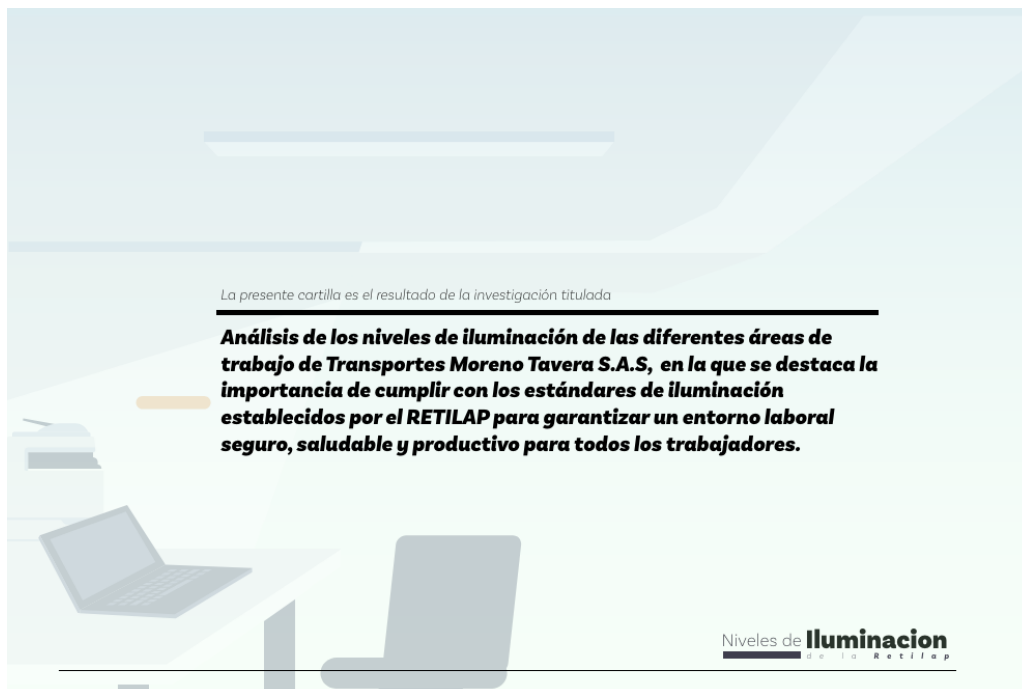 La presente cartilla es el resultado de la investigación titulada
Análisis de los niveles de iluminación de las diferentes áreas de
trabajo de Transportes Moreno Tavera S.A.S, en la que se destaca la
importancia de cumplir con los estándares de iluminación
establecidos por el RETILAP para garantizar un entorno laboral
seguro, saludable y productivo para todos los trabajadores.
Niveles de Iluminacion
de la Retilap